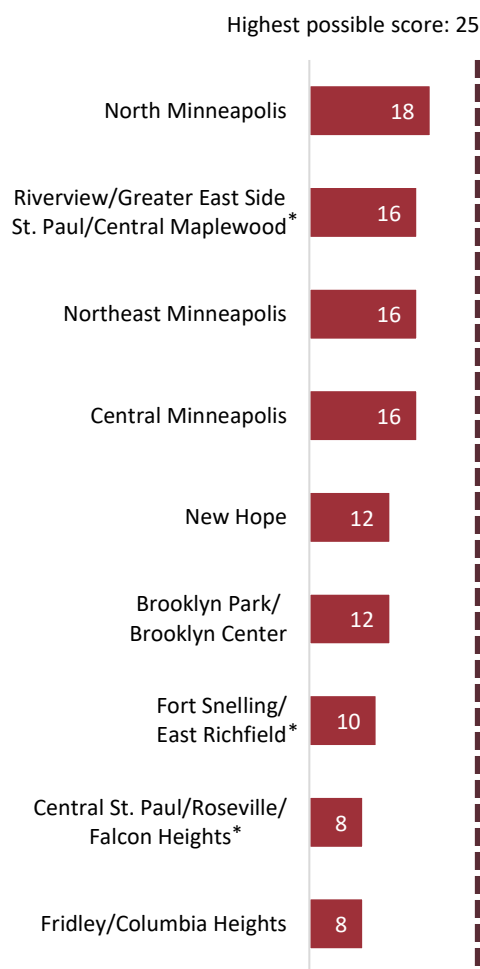 Highest possible score: 25
North Minneapolis
18
Riverview/Greater East Side
St. Paul/Central Maplewood*
16
Northeast Minneapolis
16
Central Minneapolis
16
New Hope
12
Brooklyn Park/
Brooklyn Center
12
Fort Snelling/
East Richfield*
10
Central St. Paul/Roseville/
Falcon Heights*
8
Fridley/Columbia Heights
8